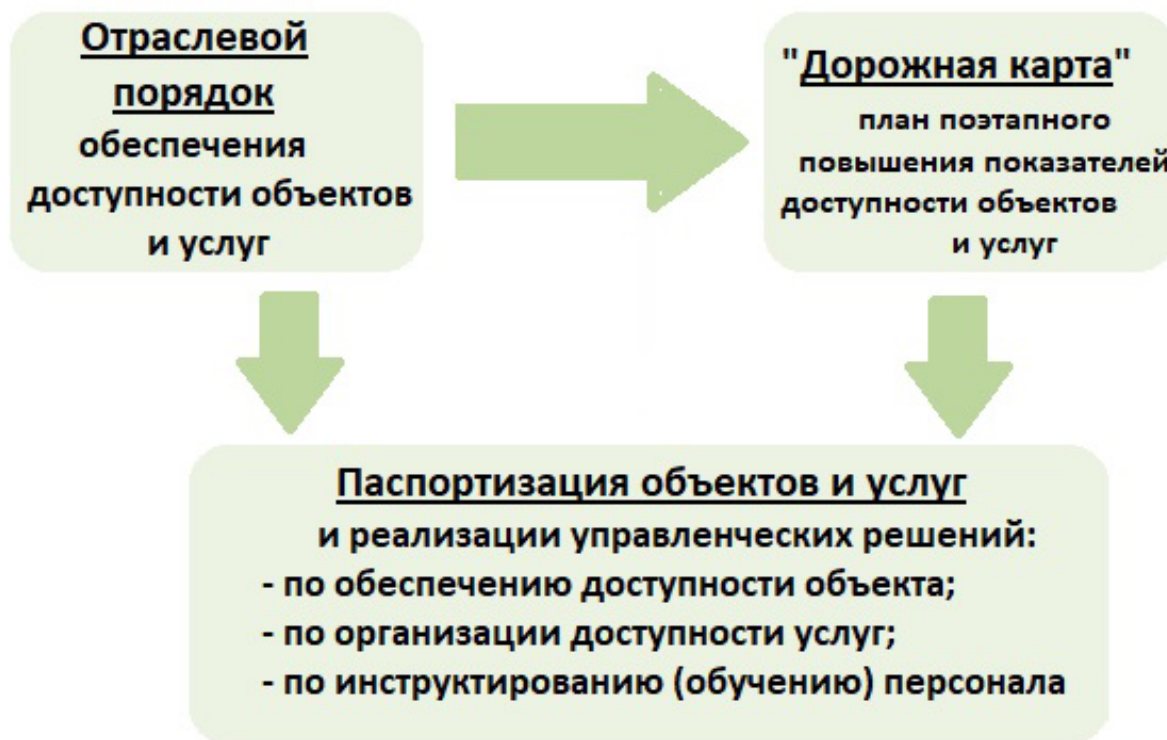 Отраслевой
порядок
обеспечения
доступности объектов
и услуг
"Дорожная карта"
план поэтапного
повышения показателей
доступности объектов
и услуг
Паспортизация объектов и услуг
и реализации управленческих решений:
- по обеспечению доступности объекта;
- по организации доступности услуг;
- по инструктированию (обучению) персонала